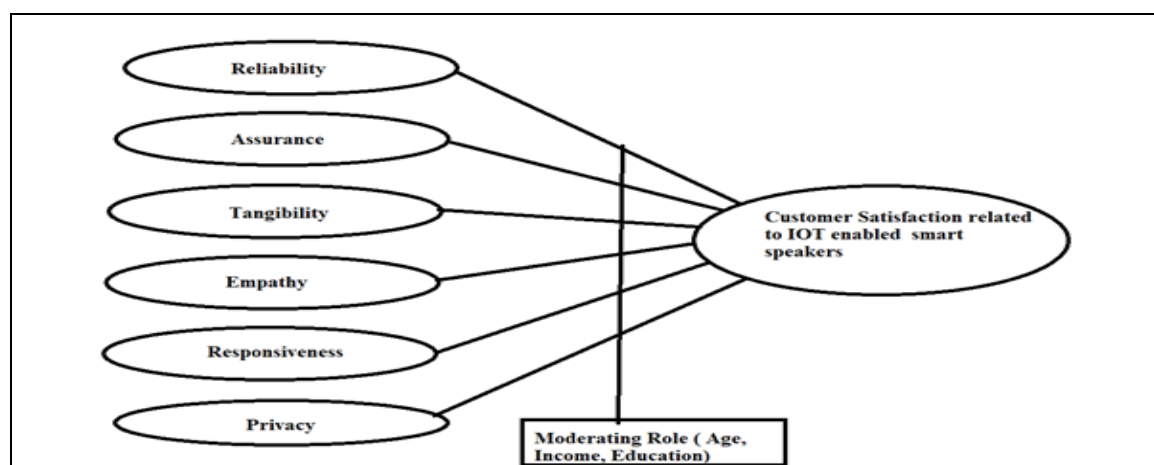 Reliability
Assurance
Tangibility
Empathy
Responsiveness
Privacy
Customer Satisfaction related
to IOT enabled smart
speakers
Moderating Role ( Age,
Income, Education)